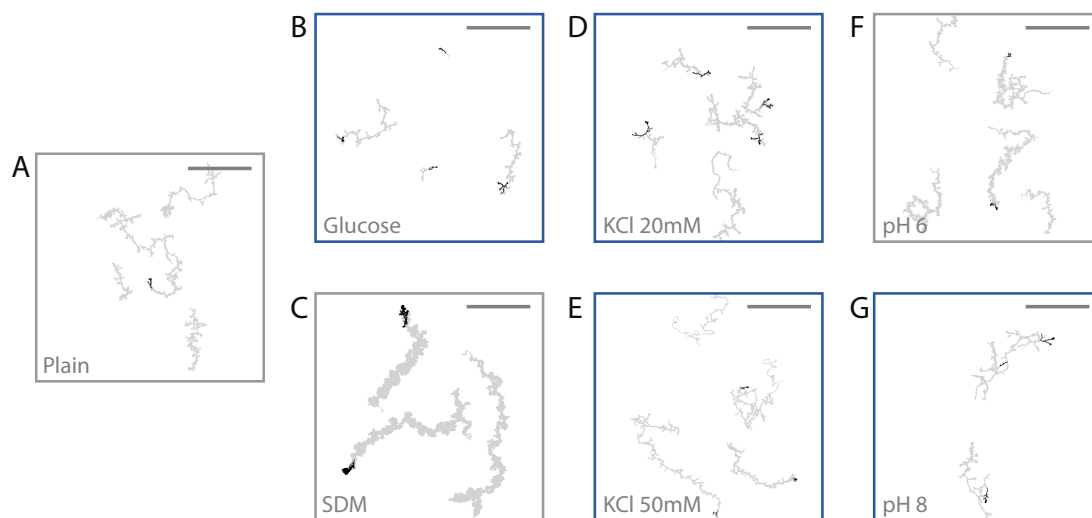 A
Plain
B
Glucose
C
SDM
D
KCl 20mM
E
KCl 50mM
F
pH 6
G
pH 8